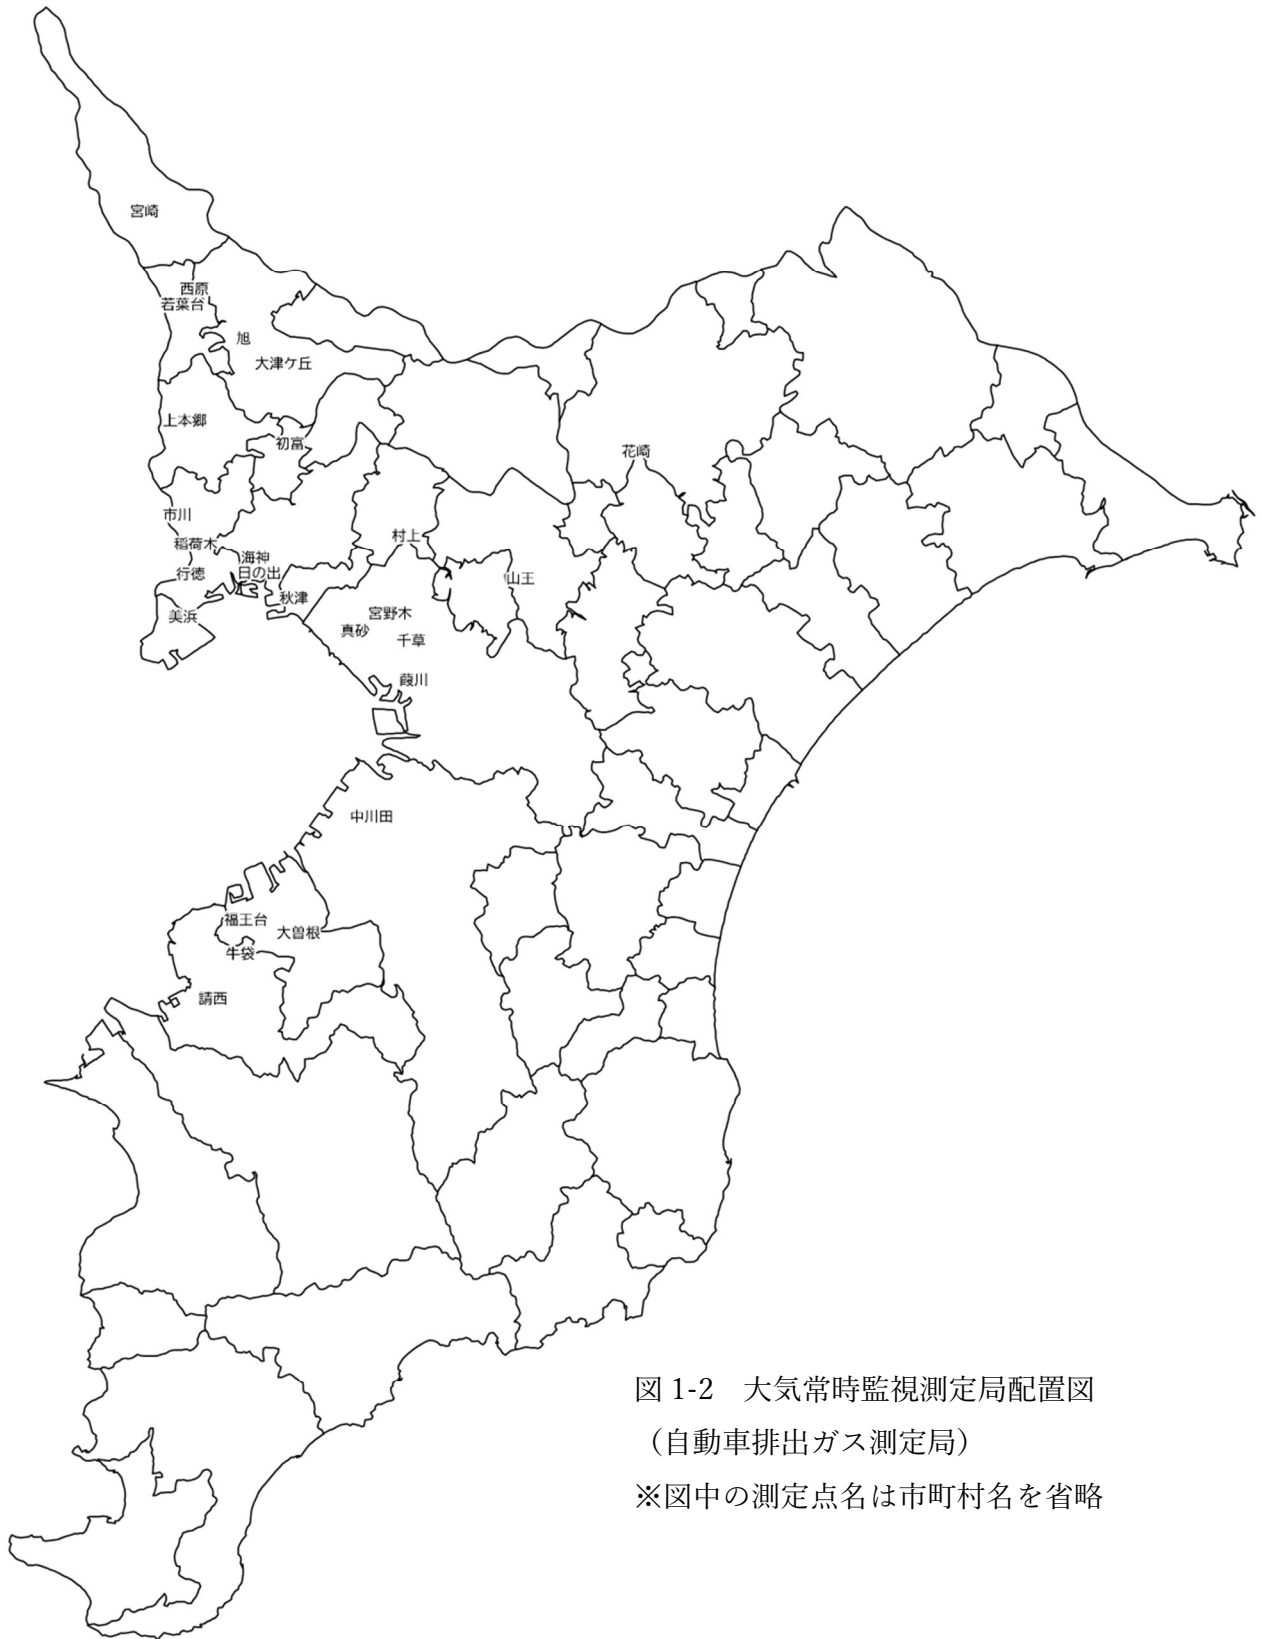 宮崎
西原
若葉台
旭
大津ケ丘
上本郷
初富
花崎
市川
稲荷木
村上
海神
行徳
日の出
山王
秋津
美浜
宮野木
真砂
千草
葭川
中川田
福王台
大曽根
牛袋
請西
図 1-2　大気常時監視測定局配置図
（自動車排出ガス測定局）
※図中の測定点名は市町村名を省略